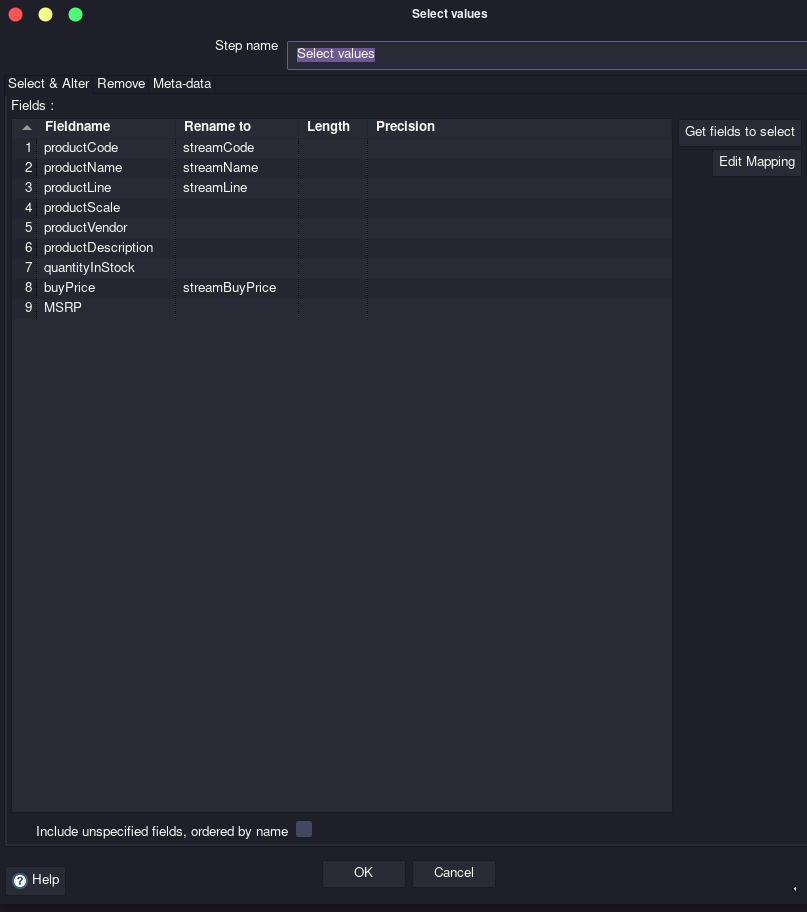 Select values
Step name Select values
Select & Alter Remove Meta-data
Fields :
Fieldname Rename to Length Precision
1 productCode streamCode
2 productName streamName
3 productLine streamLine
4 productScale
5 productVendor
6 productDescription
7 quantityInStock
8 buyPrice streamBuyPrice
9 MSRP
Get fields to select
Edit Mapping
Include unspecified fields, ordered by name
? Help
OK Cancel